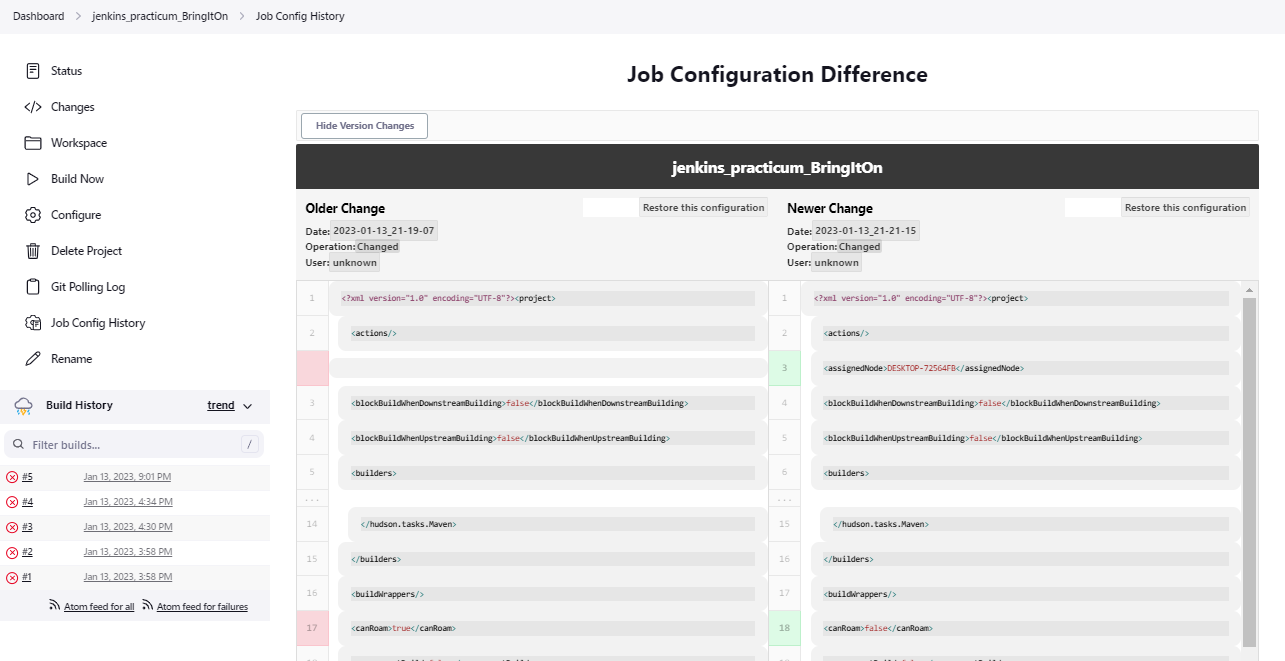 Dashboard > jenkins_practicum_BringItOn > Job Config History
Status
Changes
Workspace
Build Now
Configure
Delete Project
Git Polling Log
Job Config History
Rename
Build History trend
Filter builds... /
#5 Jan 13, 2023, 9:01 PM
#4 Jan 13, 2023, 4:34 PM
#3 Jan 13, 2023, 4:30 PM
#2 Jan 13, 2023, 3:58 PM
#1 Jan 13, 2023, 3:58 PM
Atom feed for all Atom feed for failures
Job Configuration Difference
Hide Version Changes
jenkins_practicum_BringItOn
Older Change Restore this configuration
Date: 2023-01-13_21-19-07
Operation: Changed
User: unknown
Newer Change Restore this configuration
Date: 2023-01-13_21-21-15
Operation: Changed
User: unknown
1 <?xml version="1.0" encoding="UTF-8"?><project>
2 <actions/>
3 <blockBuildWhenDownstreamBuilding>false</blockBuildWhenDownstreamBuilding>
4 <blockBuildWhenUpstreamBuilding>false</blockBuildWhenUpstreamBuilding>
5 <builders>
...
14 </hudson.tasks.Maven>
15 </builders>
16 <buildWrappers/>
17 <canRoam>true</canRoam>
1 <?xml version="1.0" encoding="UTF-8"?><project>
2 <actions/>
3 <assignedNode>DESKTOP-72564FB</assignedNode>
4 <blockBuildWhenDownstreamBuilding>false</blockBuildWhenDownstreamBuilding>
5 <blockBuildWhenUpstreamBuilding>false</blockBuildWhenUpstreamBuilding>
6 <builders>
...
15 </hudson.tasks.Maven>
16 </builders>
17 <buildWrappers/>
18 <canRoam>false</canRoam>